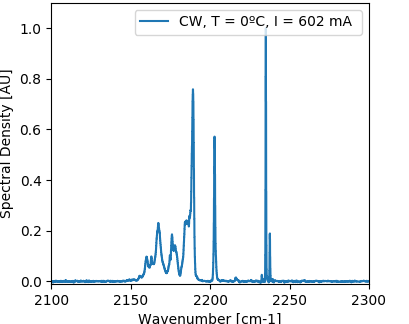 CW, T = 0ºC, I = 602 mA
1.0
0.8
0.6
0.4
0.2
0.0
Spectral Density [AU]
2100 2150 2200 2250 2300
Wavenumber [cm-1]